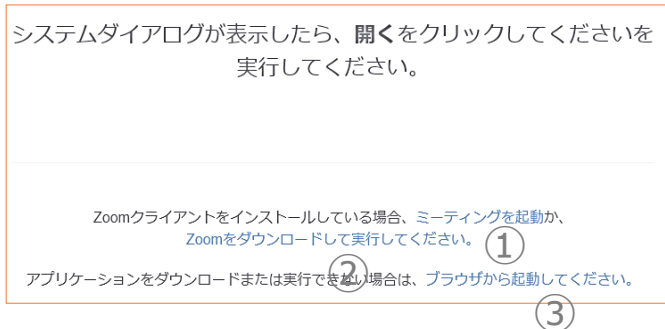 システムダイアログが表示したら、開くをクリックしてくださいを
実行してください。
Zoomクライアントをインストールしている場合、ミーティングを起動か、
Zoomをダウンロードして実行してください。
①
アプリケーションをダウンロードまたは実行できない場合は、ブラウザから起動してください。
②
③